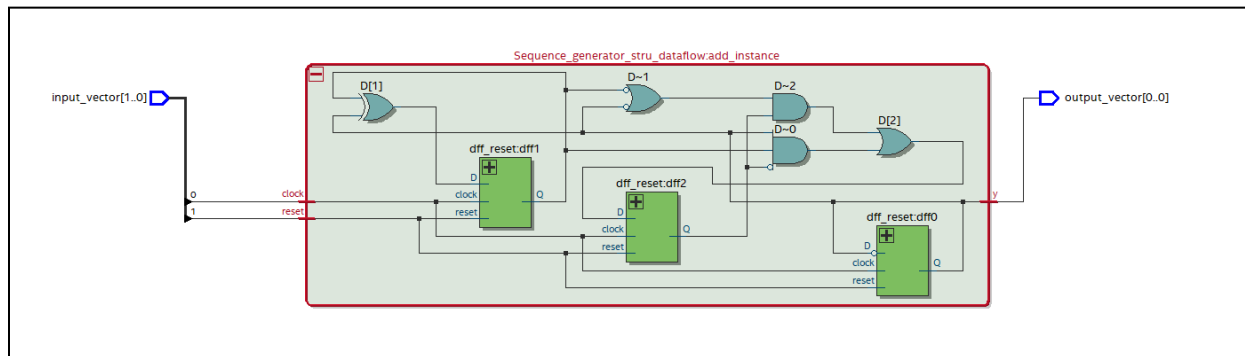 Sequence_generator_stru_dataflow:add_instance
input_vector[1..0]
output_vector[0..0]
D[1]
D~1
D~2
D~0
D[2]
0
1
clock
reset
dff_reset:dff1
D
clock
reset
Q
dff_reset:dff2
D
clock
reset
Q
dff_reset:dff0
D
clock
reset
Q
y